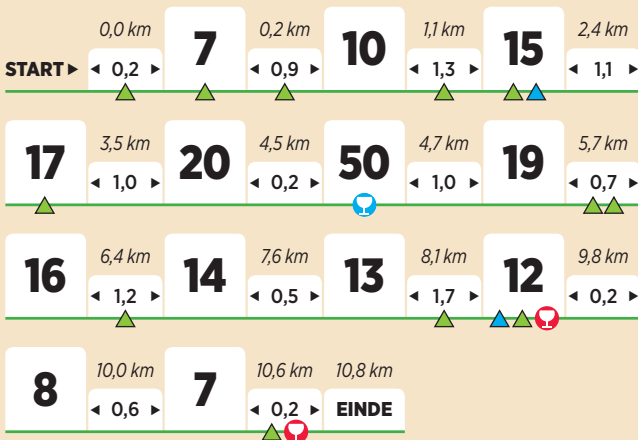 0,0 km 0,2 km 1,1 km 2,4 km
START ▸ ◂ 0,2 ▸ 7 ◂ 0,9 ▸ 10 ◂ 1,3 ▸ 15 ◂ 1,1 ▸
3,5 km 4,5 km 4,7 km 5,7 km
17 ◂ 1,0 ▸ 20 ◂ 0,2 ▸ 50 ◂ 1,0 ▸ 19 ◂ 0,7 ▸
6,4 km 7,6 km 8,1 km 9,8 km
16 ◂ 1,2 ▸ 14 ◂ 0,5 ▸ 13 ◂ 1,7 ▸ 12 ◂ 0,2 ▸
10,0 km 10,6 km 10,8 km
8 ◂ 0,6 ▸ 7 ◂ 0,2 ▸ EINDE